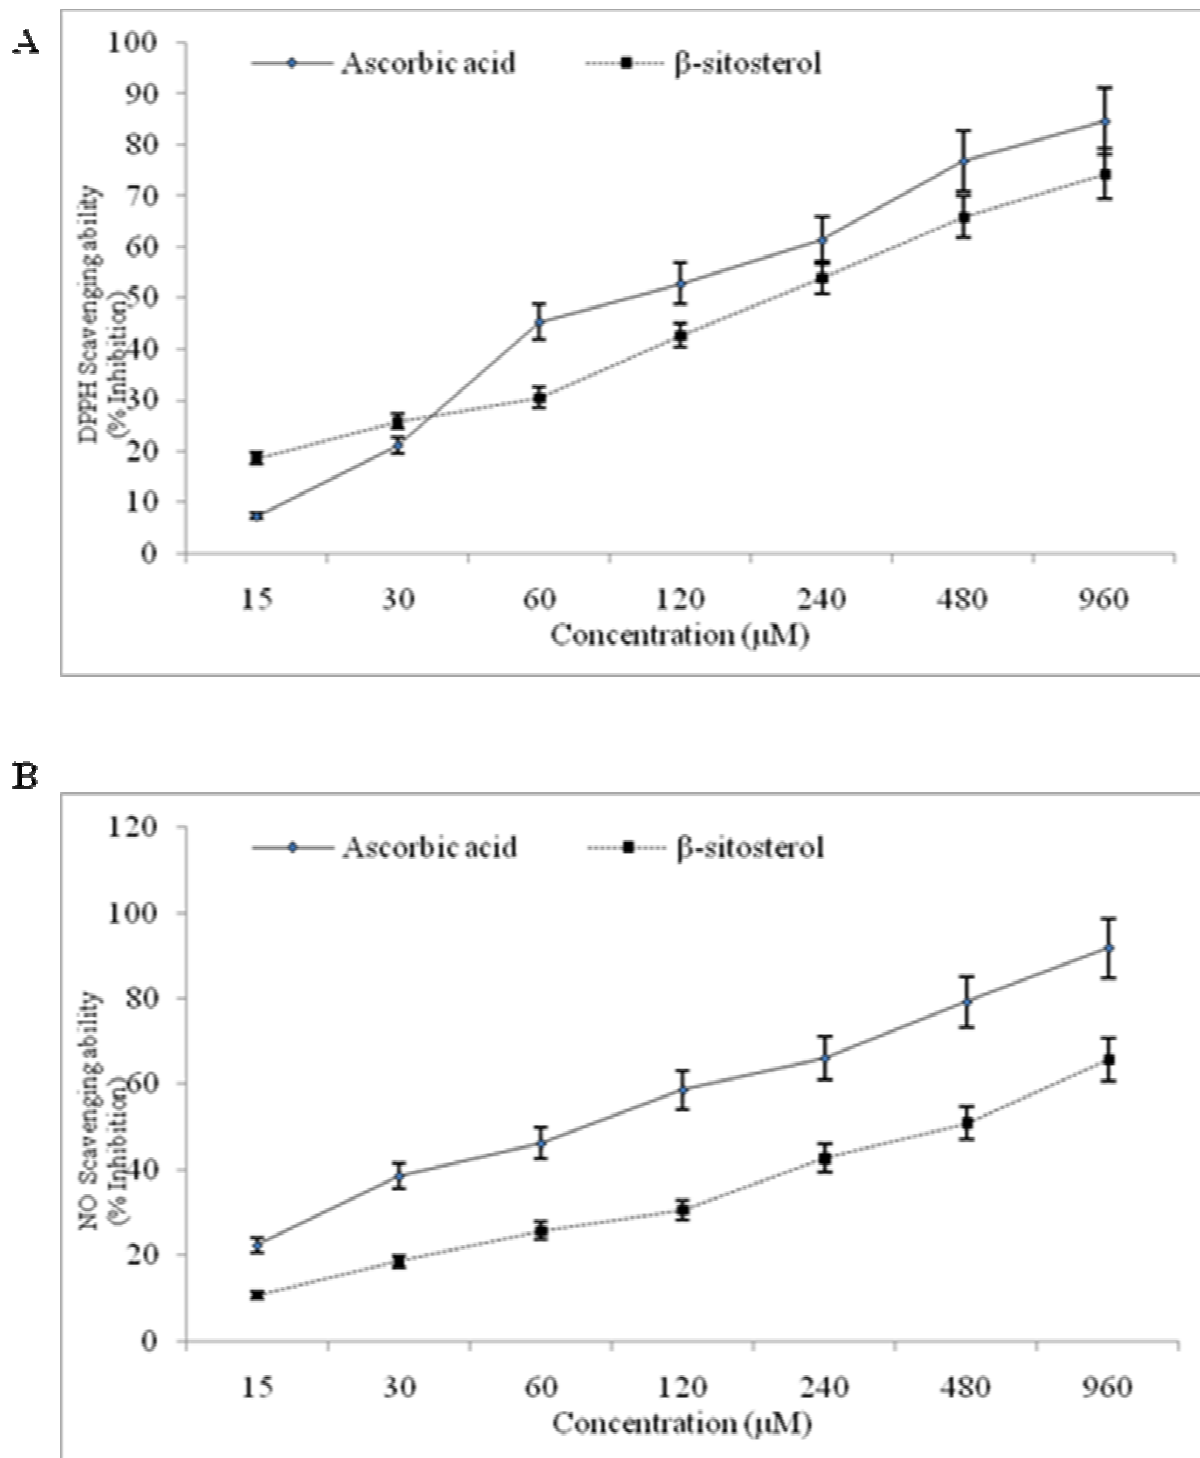 A
100
90
80
70
60
50
40
30
20
10
0
Ascorbic acid
β-sitosterol
DPPH Scavenging ability
(% Inhibition)
15 30 60 120 240 480 960
Concentration (μM)
B
120
100
80
60
40
20
0
Ascorbic acid
β-sitosterol
NO Scavenging ability
(% Inhibition)
15 30 60 120 240 480 960
Concentration (μM)